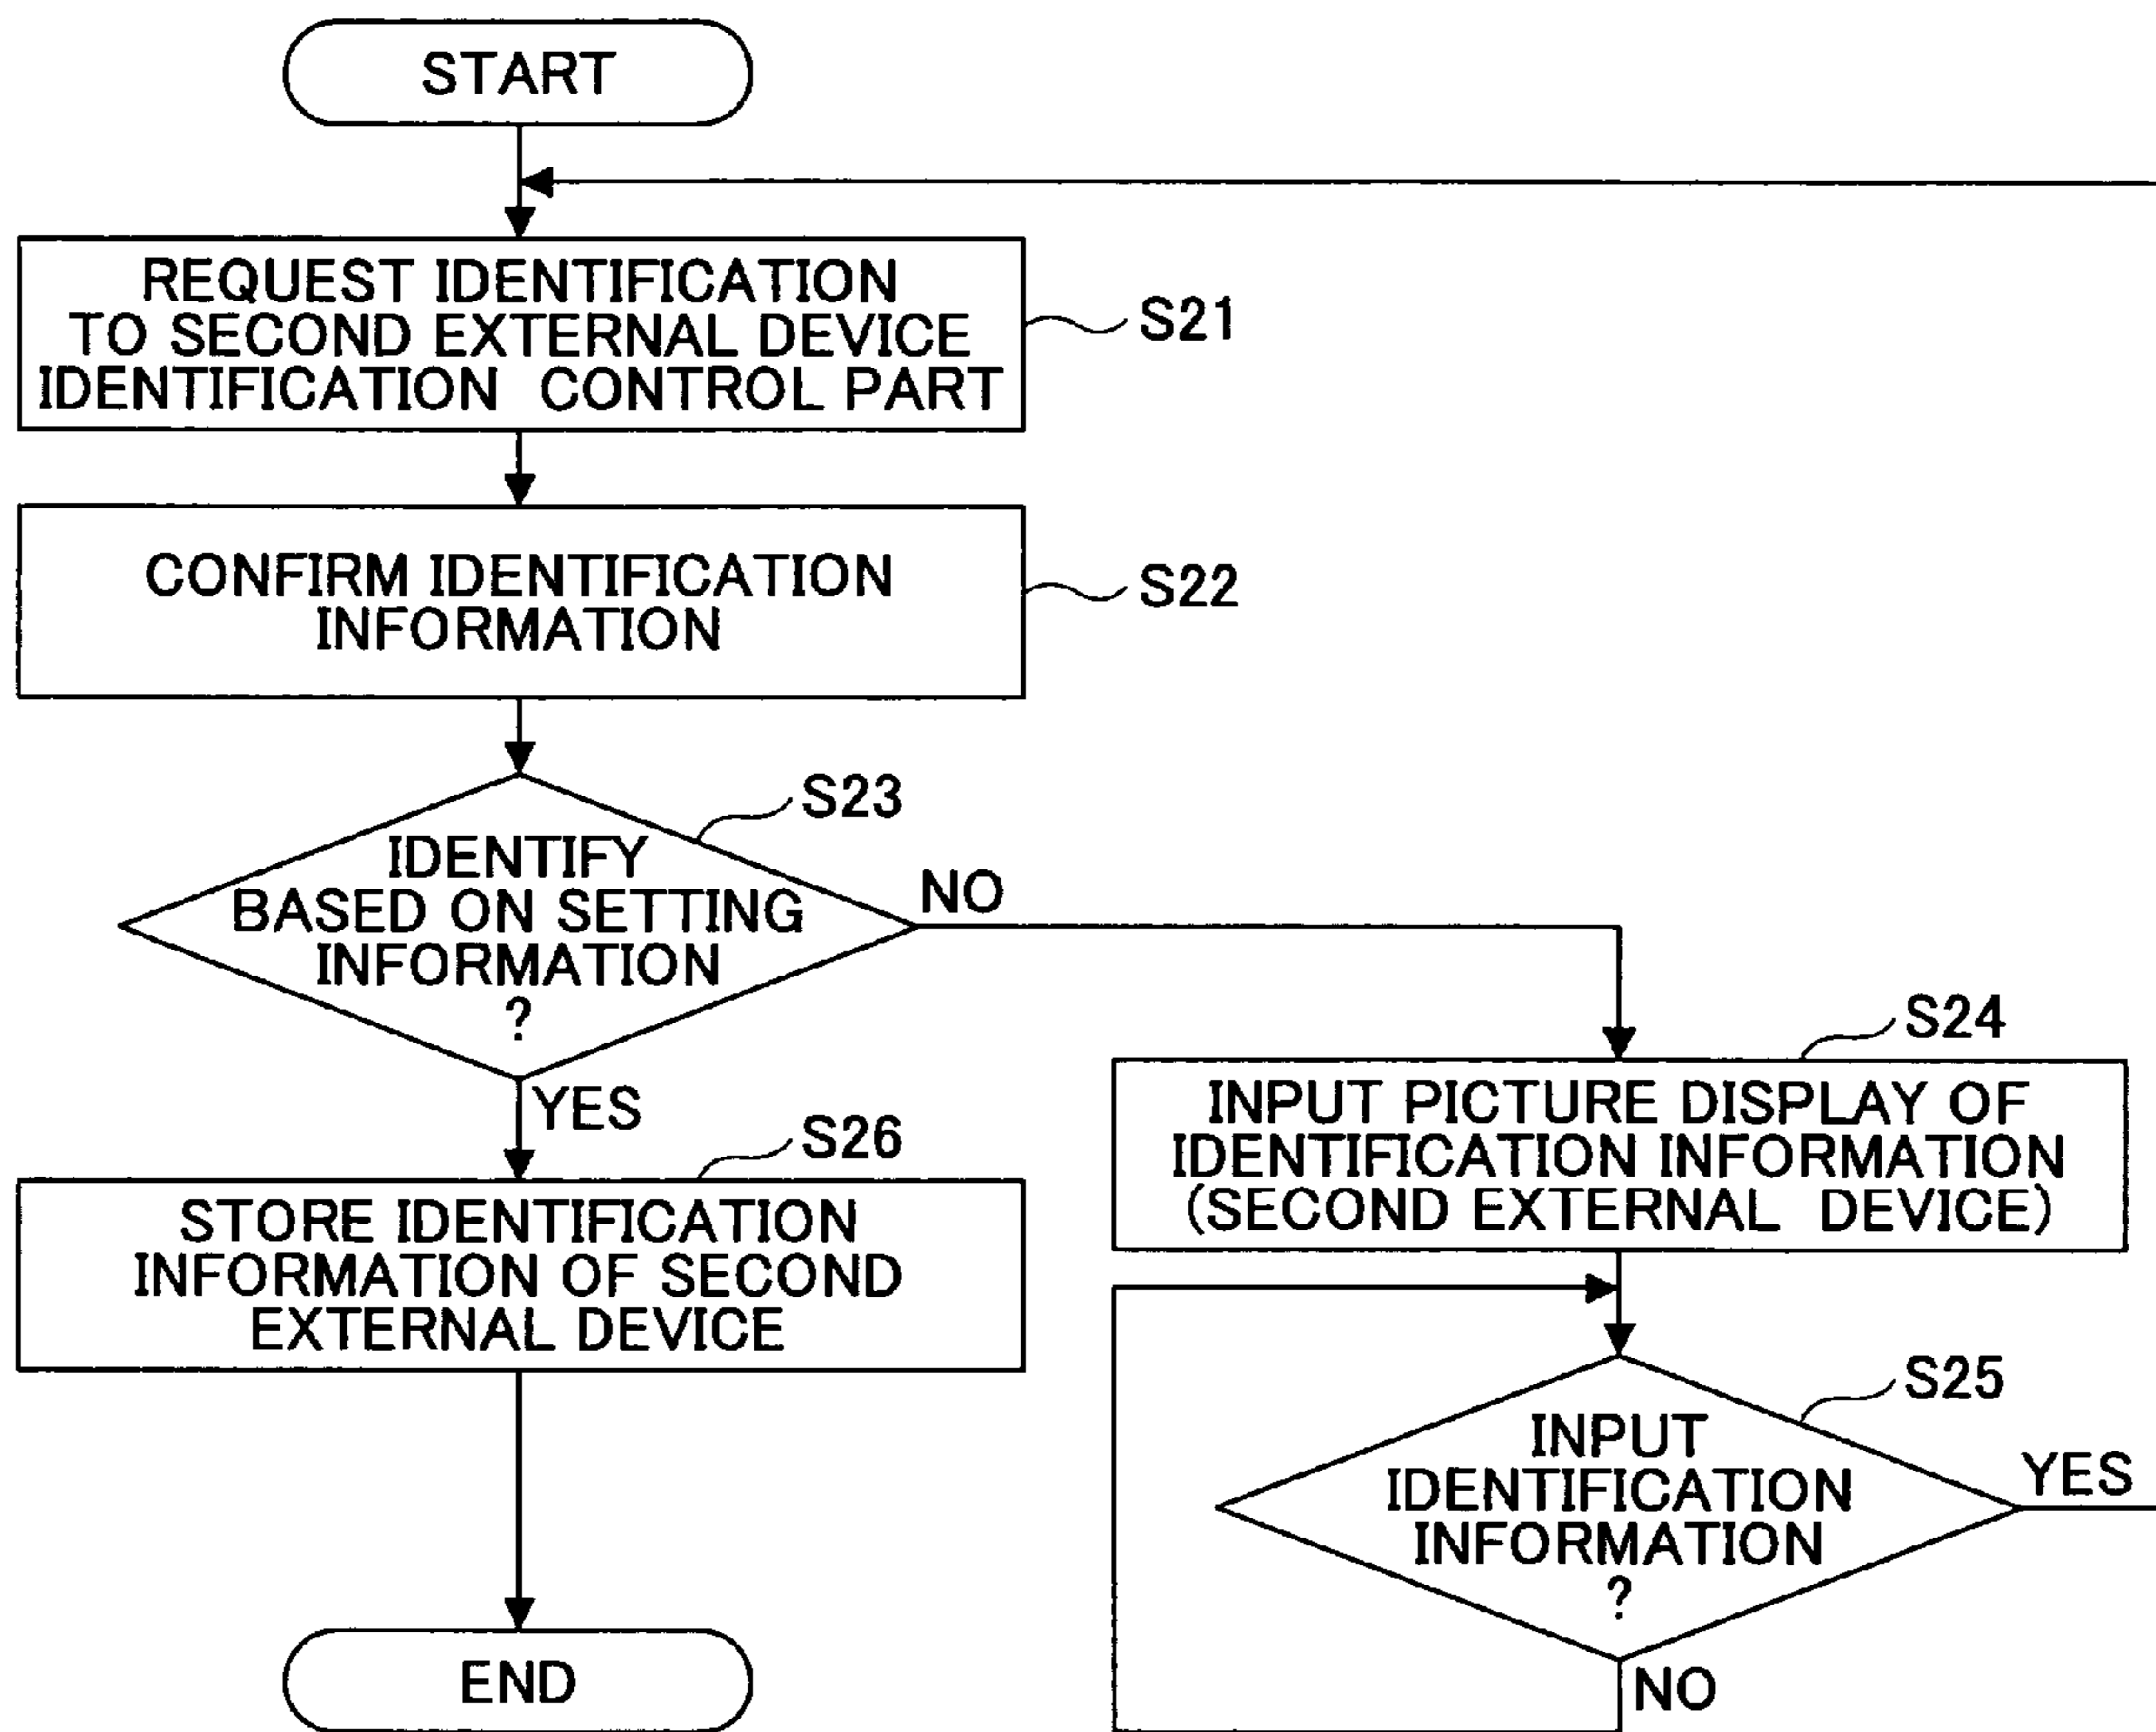 START
REQUEST IDENTIFICATION
TO SECOND EXTERNAL DEVICE
IDENTIFICATION CONTROL PART
S21
CONFIRM IDENTIFICATION
INFORMATION
S22
S23
IDENTIFY
BASED ON SETTING
INFORMATION
?
NO
YES
S24
INPUT PICTURE DISPLAY OF
IDENTIFICATION INFORMATION
(SECOND EXTERNAL DEVICE)
S26
STORE IDENTIFICATION
INFORMATION OF SECOND
EXTERNAL DEVICE
S25
INPUT
IDENTIFICATION
INFORMATION
?
YES
NO
END